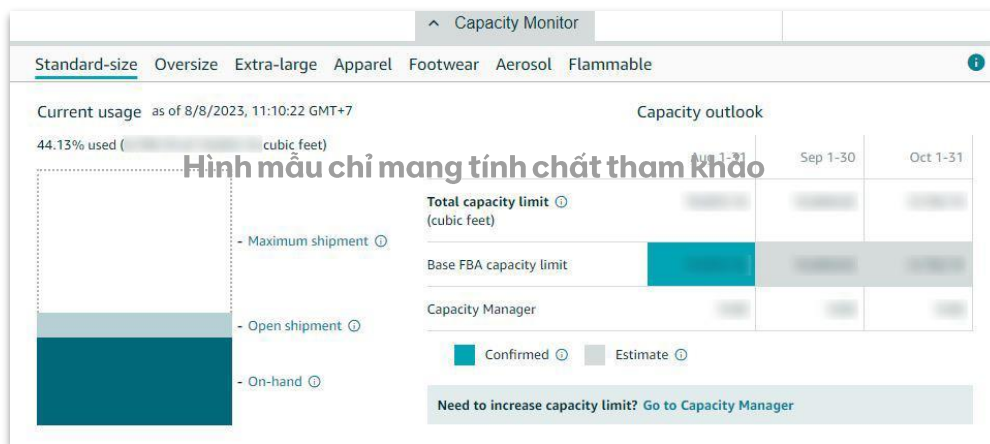 Capacity Monitor
Standard-size Oversize Extra-large Apparel Footwear Aerosol Flammable
Current usage as of 8/8/2023, 11:10:22 GMT+7
44.13% used ( cubic feet)
Hình mẫu chỉ mang tính chất tham khảo
- Maximum shipment
- Open shipment
- On-hand
Capacity outlook
Aug 1-31 Sep 1-30 Oct 1-31
Total capacity limit
(cubic feet)
Base FBA capacity limit
Capacity Manager
Confirmed Estimate
Need to increase capacity limit? Go to Capacity Manager